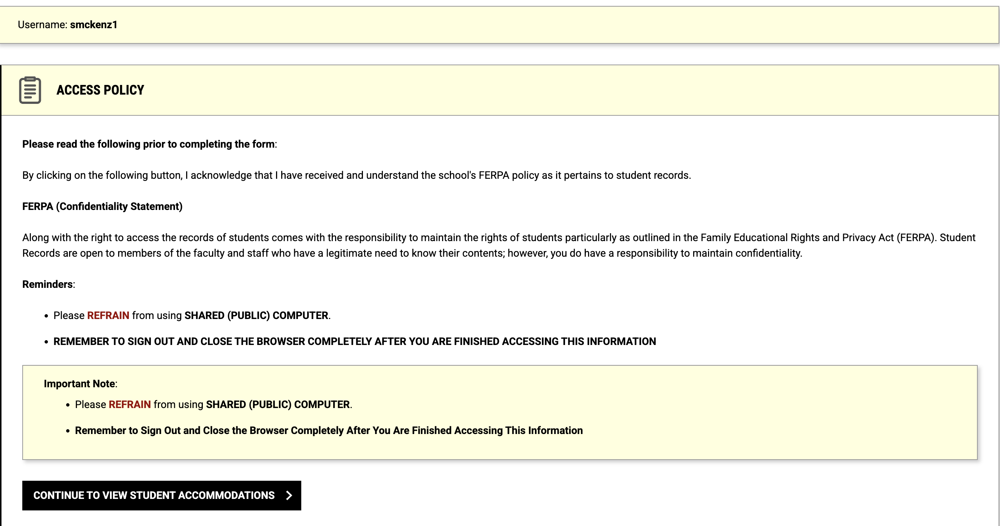 Username: smckenz1
ACCESS POLICY
Please read the following prior to completing the form:
By clicking on the following button, I acknowledge that I have received and understand the school's FERPA policy as it pertains to student records.
FERPA (Confidentiality Statement)
Along with the right to access the records of students comes with the responsibility to maintain the rights of students particularly as outlined in the Family Educational Rights and Privacy Act (FERPA). Student
Records are open to members of the faculty and staff who have a legitimate need to know their contents; however, you do have a responsibility to maintain confidentiality.
Reminders:
• Please REFRAIN from using SHARED (PUBLIC) COMPUTER.
• REMEMBER TO SIGN OUT AND CLOSE THE BROWSER COMPLETELY AFTER YOU ARE FINISHED ACCESSING THIS INFORMATION
Important Note:
• Please REFRAIN from using SHARED (PUBLIC) COMPUTER.
• Remember to Sign Out and Close the Browser Completely After You Are Finished Accessing This Information
CONTINUE TO VIEW STUDENT ACCOMMODATIONS